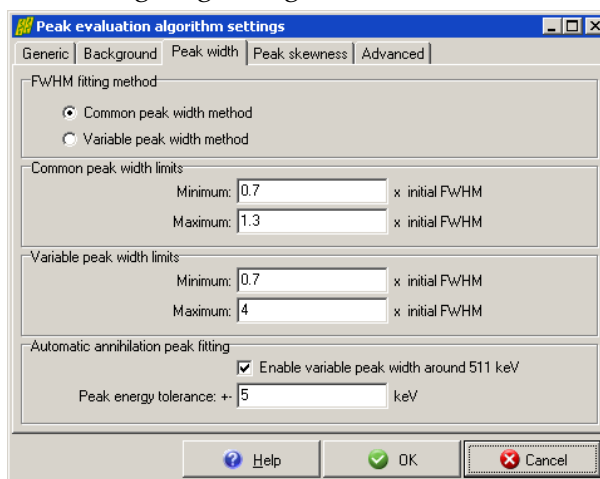 Peak evaluation algorithm settings
Generic Background Peak width Peak skewness Advanced
FWHM fitting method
Common peak width method
Variable peak width method
Common peak width limits
Minimum: 0.7 x initial FWHM
Maximum: 1.3 x initial FWHM
Variable peak width limits
Minimum: 0.7 x initial FWHM
Maximum: 4 x initial FWHM
Automatic annihilation peak fitting
Enable variable peak width around 511 keV
Peak energy tolerance: +- 5 keV
Help OK Cancel